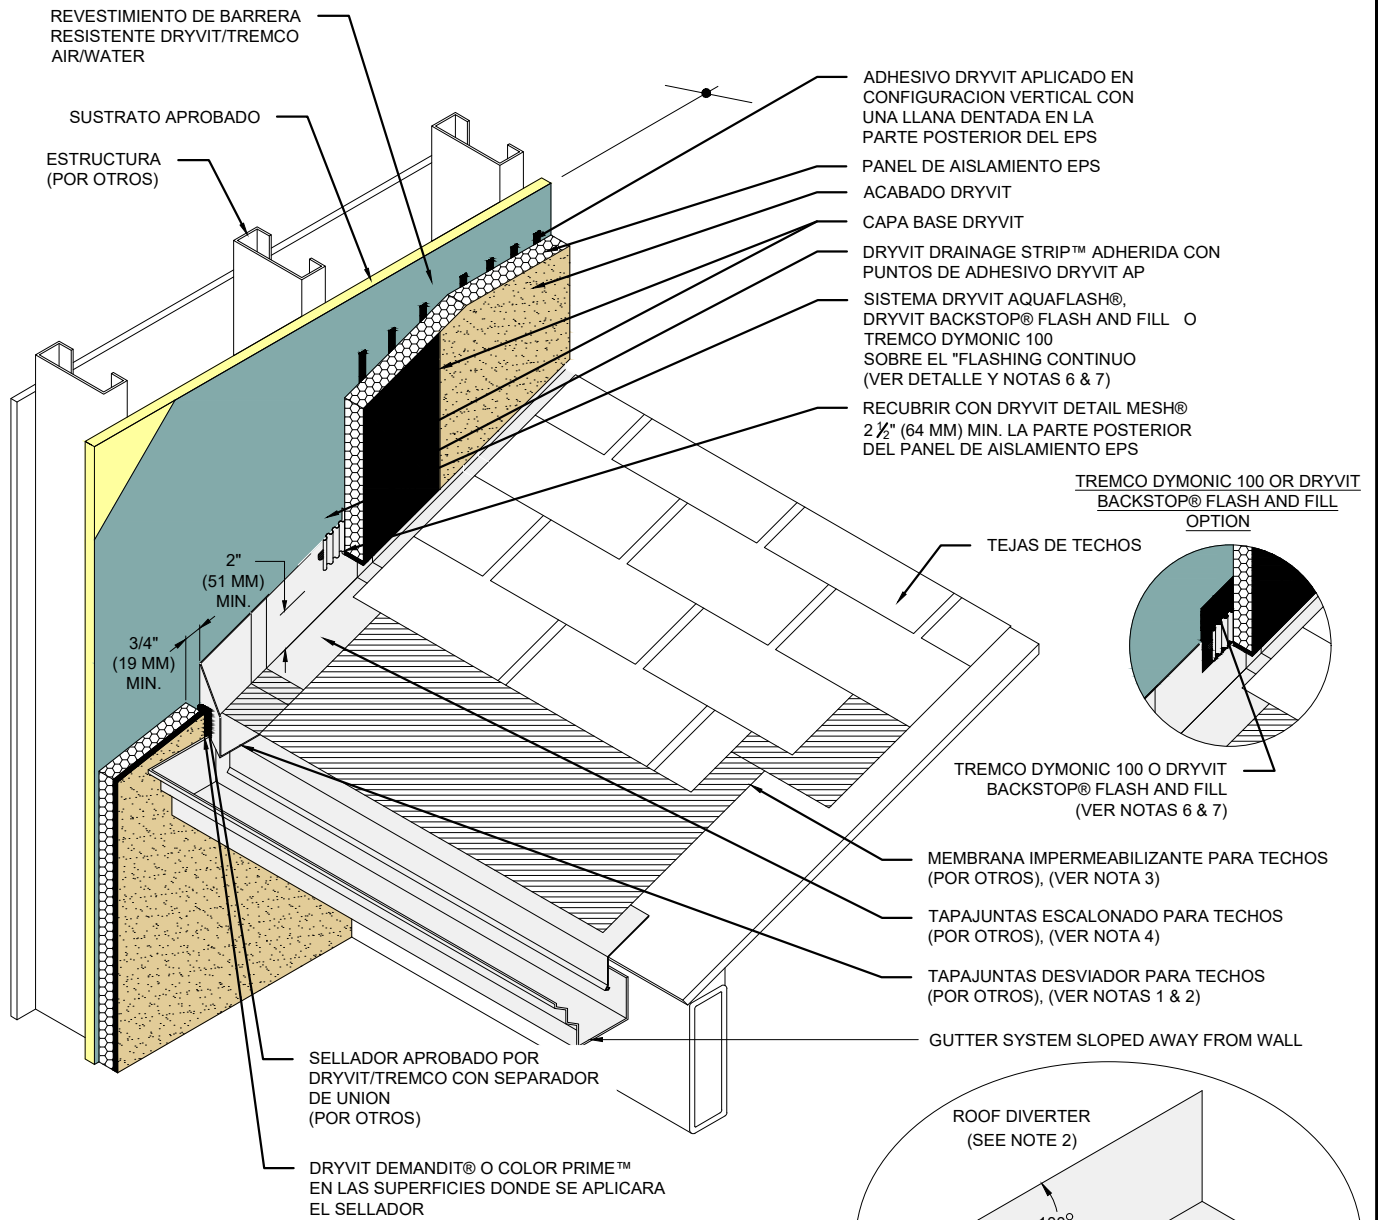 REVESTIMIENTO DE BARRERA
RESISTENTE DRYVIT/TREMCO
AIR/WATER
SUSTRATO APROBADO
ESTRUCTURA
(POR OTROS)
ADHESIVO DRYVIT APLICADO EN
CONFIGURACION VERTICAL CON
UNA LLANA DENTADA EN LA
PARTE POSTERIOR DEL EPS
PANEL DE AISLAMIENTO EPS
ACABADO DRYVIT
CAPA BASE DRYVIT
DRYVIT DRAINAGE STRIP™ ADHERIDA CON
PUNTOS DE ADHESIVO DRYVIT AP
SISTEMA DRYVIT AQUAFLASH®,
DRYVIT BACKSTOP® FLASH AND FILL O
TREMCO DYMONIC 100
SOBRE EL "FLASHING CONTINUO
(VER DETALLE Y NOTAS 6 & 7)
RECUBRIR CON DRYVIT DETAIL MESH®
2 ½" (64 MM) MIN. LA PARTE POSTERIOR
DEL PANEL DE AISLAMIENTO EPS
TREMCO DYMONIC 100 OR DRYVIT
BACKSTOP® FLASH AND FILL
OPTION
TEJAS DE TECHOS
2"
(51 MM)
MIN.
3/4"
(19 MM)
MIN.
TREMCO DYMONIC 100 O DRYVIT
BACKSTOP® FLASH AND FILL
(VER NOTAS 6 & 7)
MEMBRANA IMPERMEABILIZANTE PARA TECHOS
(POR OTROS), (VER NOTA 3)
TAPAJUNTAS ESCALONADO PARA TECHOS
(POR OTROS), (VER NOTA 4)
TAPAJUNTAS DESVIADOR PARA TECHOS
(POR OTROS), (VER NOTAS 1 & 2)
GUTTER SYSTEM SLOPED AWAY FROM WALL
SELLADOR APROBADO POR
DRYVIT/TREMCO CON SEPARADOR
DE UNION
(POR OTROS)
DRYVIT DEMANDIT® O COLOR PRIME™
EN LAS SUPERFICIES DONDE SE APLICARA
EL SELLADOR
ROOF DIVERTER
(SEE NOTE 2)